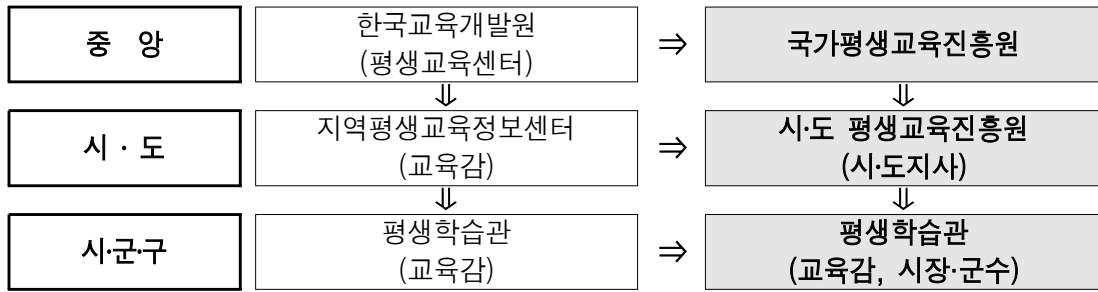 중 앙
한국교육개발원
(평생교육센터)
⇒
국가평생교육진흥원
⇓
⇓
시 · 도
지역평생교육정보센터
(교육감)
⇒
시·도 평생교육진흥원
(시·도지사)
⇓
⇓
시·군·구
평생학습관
(교육감)
⇒
평생학습관
(교육감, 시장·군수)